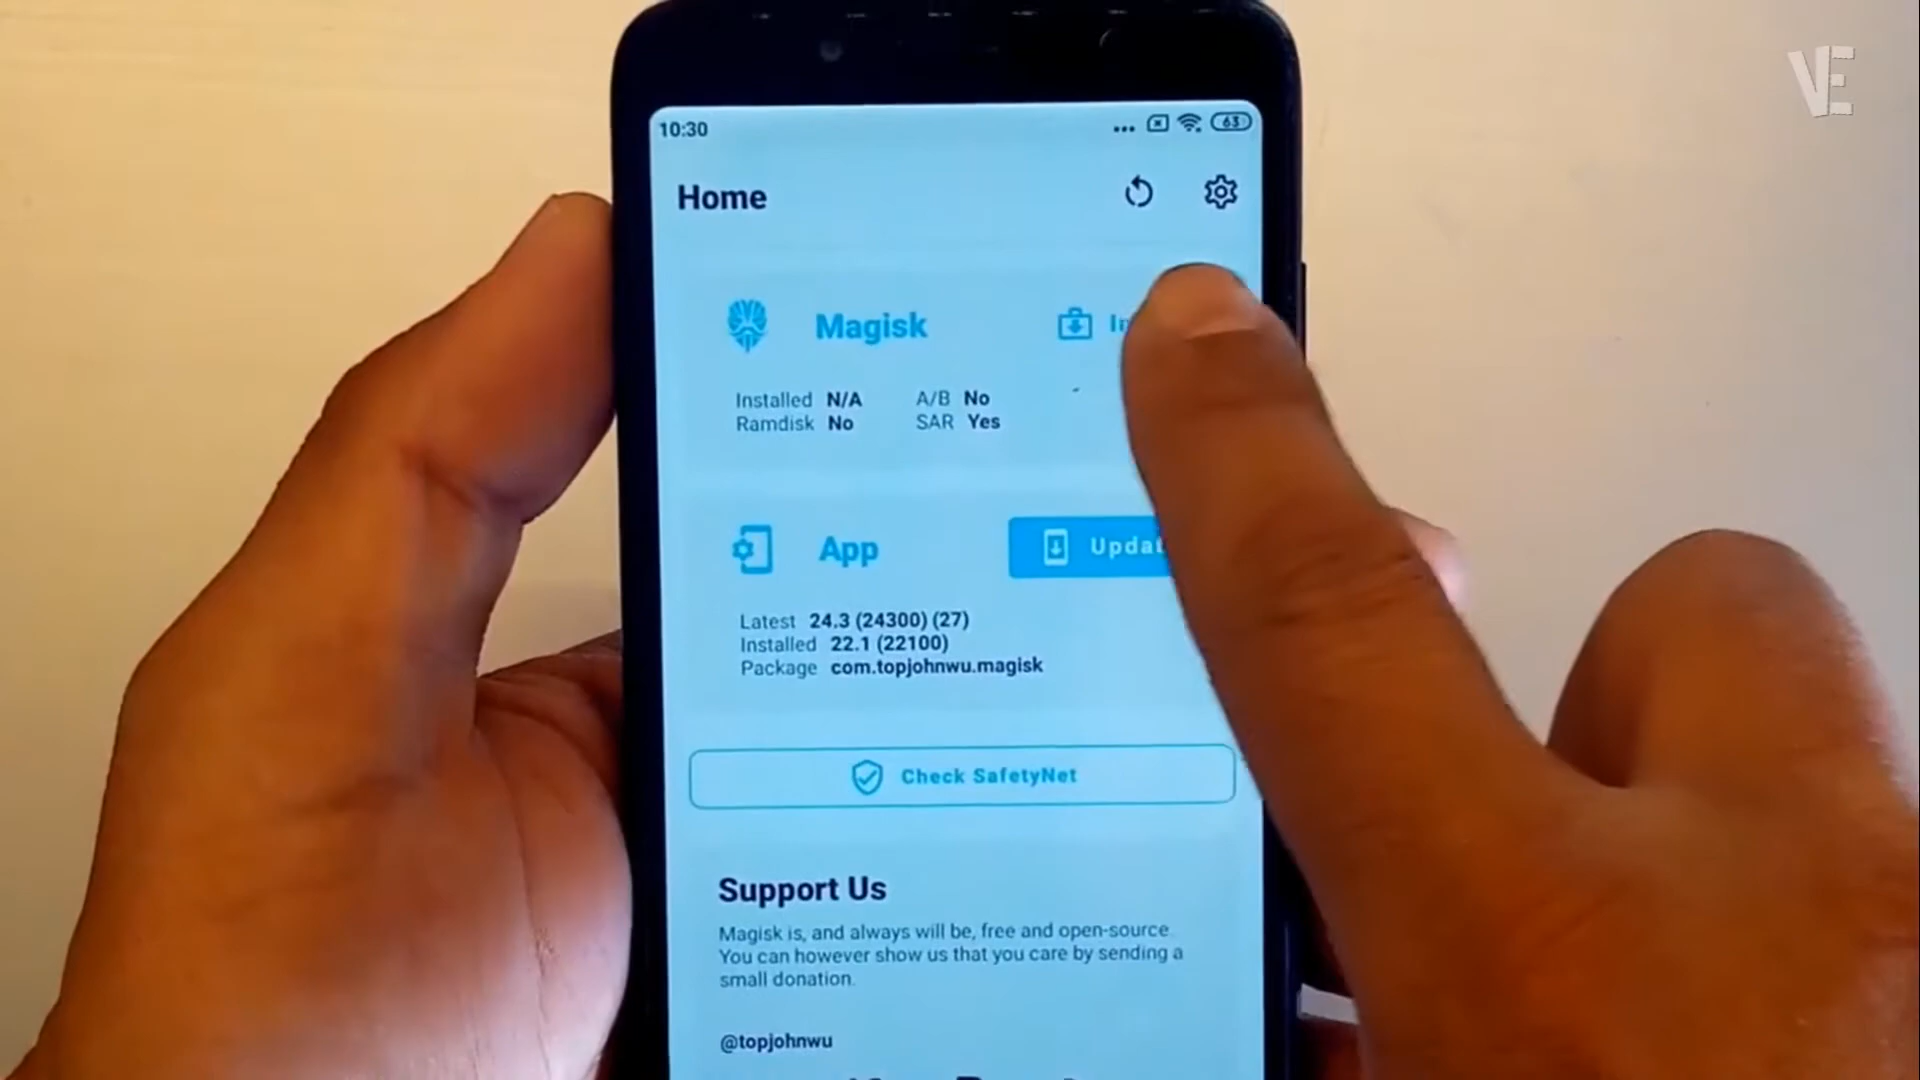 VE
10:30
63
Home
Magisk
Installed N/A
A/B No
Ramdisk No
SAR Yes
App
Latest 24.3 (24300) (27)
Installed 22.1 (22100)
Package com.topjohnwu.magisk
Check SafetyNet
Support Us
Magisk is, and always will be, free and open-source.
You can however show us that you care by sending a
small donation.
@topjohnwu